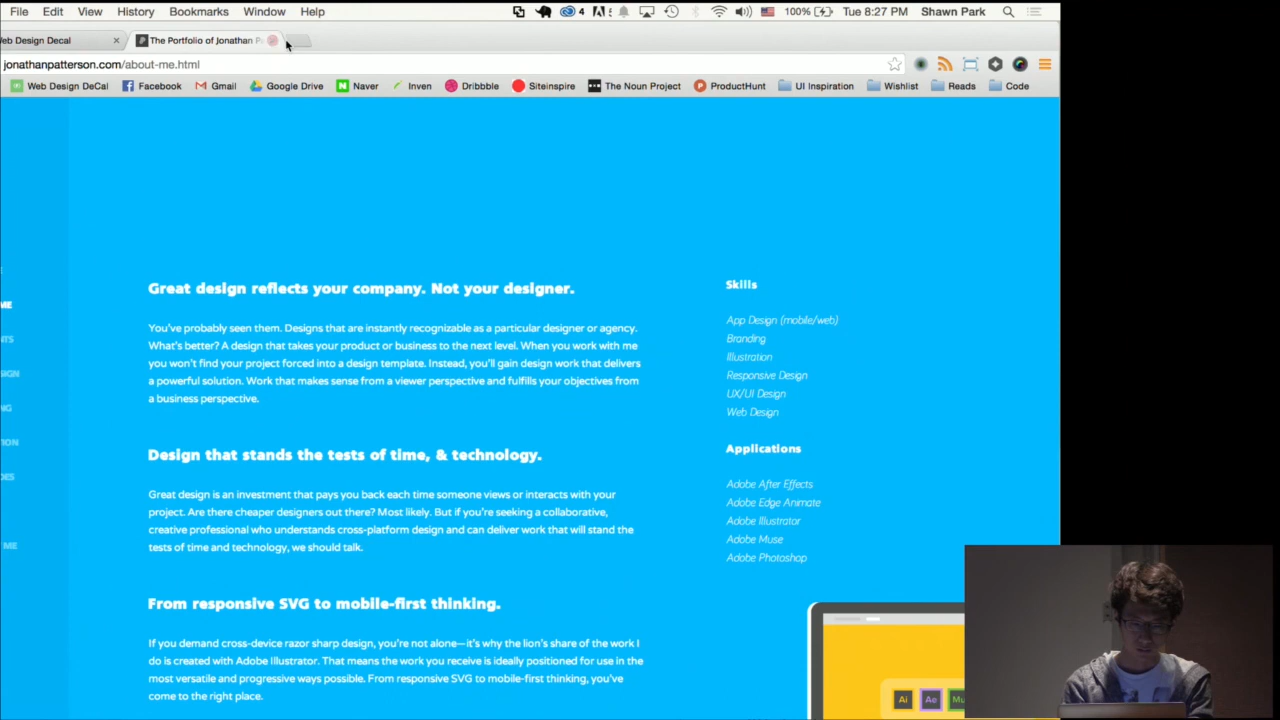 File Edit View History Bookmarks Window Help 4 100% Tue 8:27 PM Shawn Park
eb Design Decal The Portfolio of Jonathan P
jonathanpatterson.com/about-me.html
Web Design DeCal Facebook Gmail Google Drive Naver Inven Dribbble Siteinspire The Noun Project ProductHunt UI Inspiration Wishlist Reads Code
Great design reflects your company. Not your designer.
You've probably seen them. Designs that are instantly recognizable as a particular designer or agency.
What's better? A design that takes your product or business to the next level. When you work with me
you won't find your project forced into a design template. Instead, you'll gain design work that delivers
a powerful solution. Work that makes sense from a viewer perspective and fulfills your objectives from
a business perspective.
Design that stands the tests of time, & technology.
Great design is an investment that pays you back each time someone views or interacts with your
project. Are there cheaper designers out there? Most likely. But if you're seeking a collaborative,
creative professional who understands cross-platform design and can deliver work that will stand the
tests of time and technology, we should talk.
From responsive SVG to mobile-first thinking.
If you demand cross-device razor sharp design, you're not alone—it's why the lion's share of the work I
do is created with Adobe Illustrator. That means the work you receive is ideally positioned for use in the
most versatile and progressive ways possible. From responsive SVG to mobile-first thinking, you've
come to the right place.
Skills
App Design (mobile/web)
Branding
Illustration
Responsive Design
UX/UI Design
Web Design
Applications
Adobe After Effects
Adobe Edge Animate
Adobe Illustrator
Adobe Muse
Adobe Photoshop
Ai Ae Mu
ME
NTS
SIGN
NG
TION
DES
ME